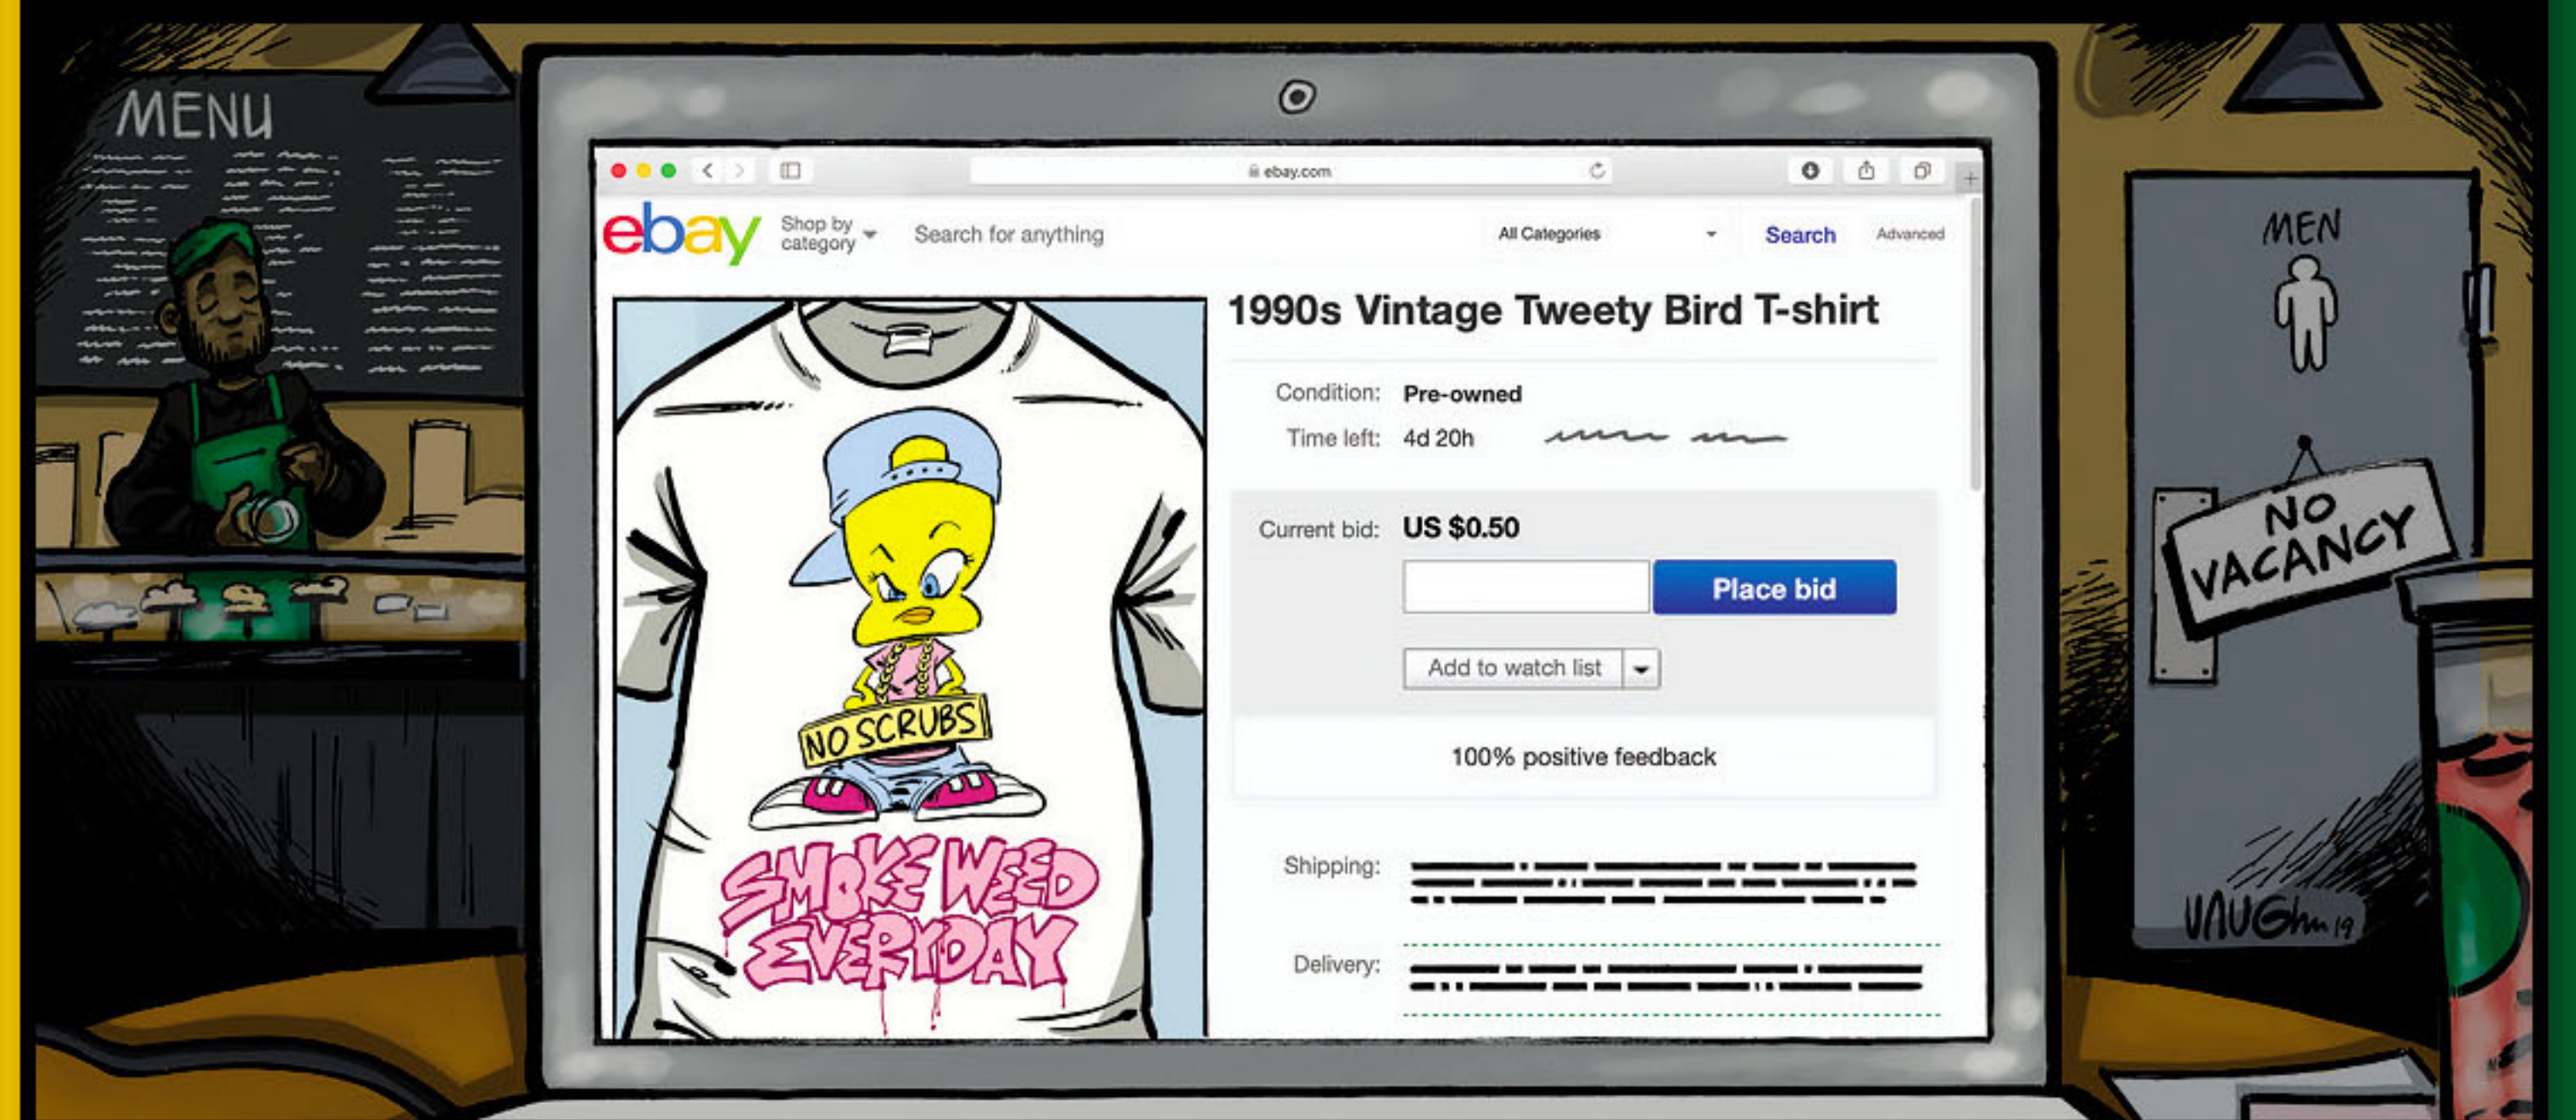 MENU
ebay.com
ebay
Shop by
category
Search for anything
All Categories
Search
Advanced
1990s Vintage Tweety Bird T-shirt
Condition: Pre-owned
Time left: 4d 20h
Current bid: US $0.50
Place bid
Add to watch list
100% positive feedback
Shipping:
Delivery:
NO SCRUBS
SMOKE WEED
EVERYDAY
MEN
NO
VACANCY
VAUGhn 19